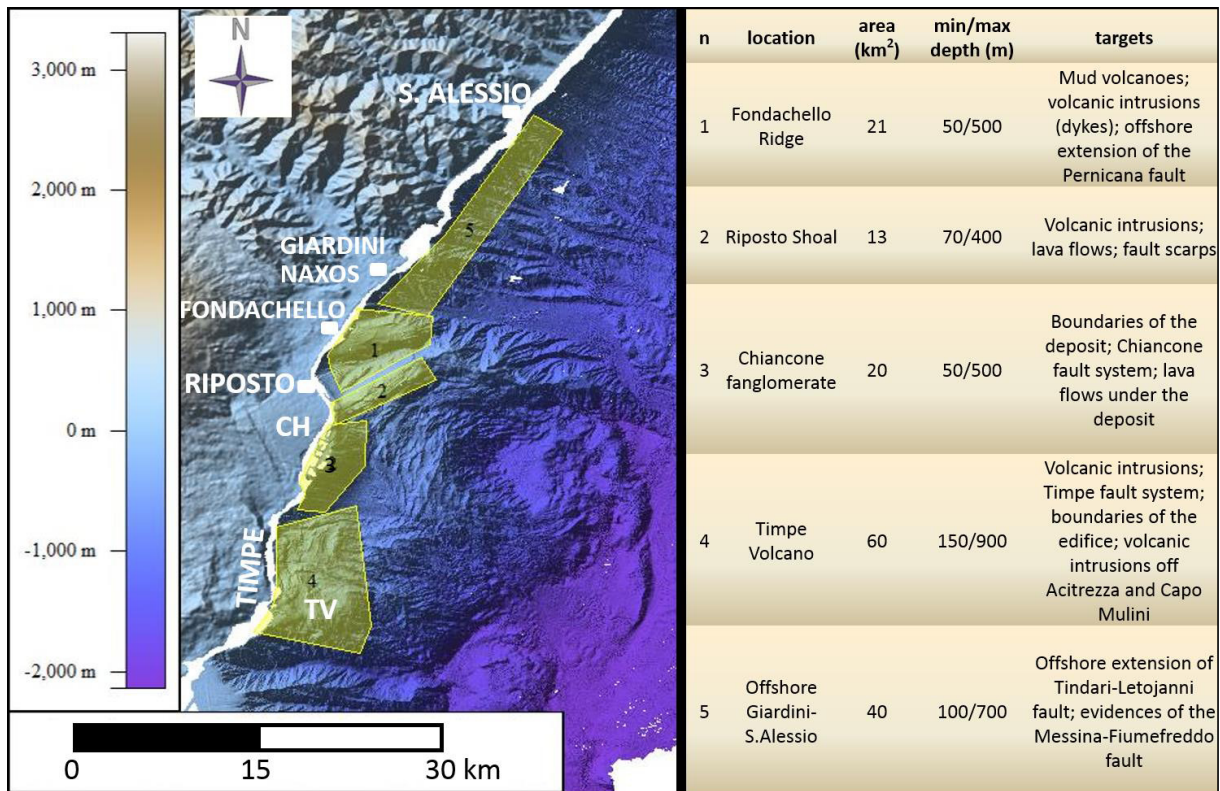 3,000 m
2,000 m
1,000 m
0 m
-1,000 m
-2,000 m
N
S. ALESSIO
5
GIARDINI
NAXOS
FONDACHELLO
1
RIPOSTO
2
CH
3
TIMPE
4
TV
0 15 30 km
n location area (km²) min/max depth (m) targets
1 Fondachello Ridge 21 50/500 Mud volcanoes; volcanic intrusions (dykes); offshore extension of the Pernicana fault
2 Riposto Shoal 13 70/400 Volcanic intrusions; lava flows; fault scarps
3 Chiancone fanglomerate 20 50/500 Boundaries of the deposit; Chiancone fault system; lava flows under the deposit
4 Timpe Volcano 60 150/900 Volcanic intrusions; Timpe fault system; boundaries of the edifice; volcanic intrusions off Acitrezza and Capo Mulini
5 Offshore Giardini-S.Alessio 40 100/700 Offshore extension of Tindari-Letojanni fault; evidences of the Messina-Fiumefreddo fault